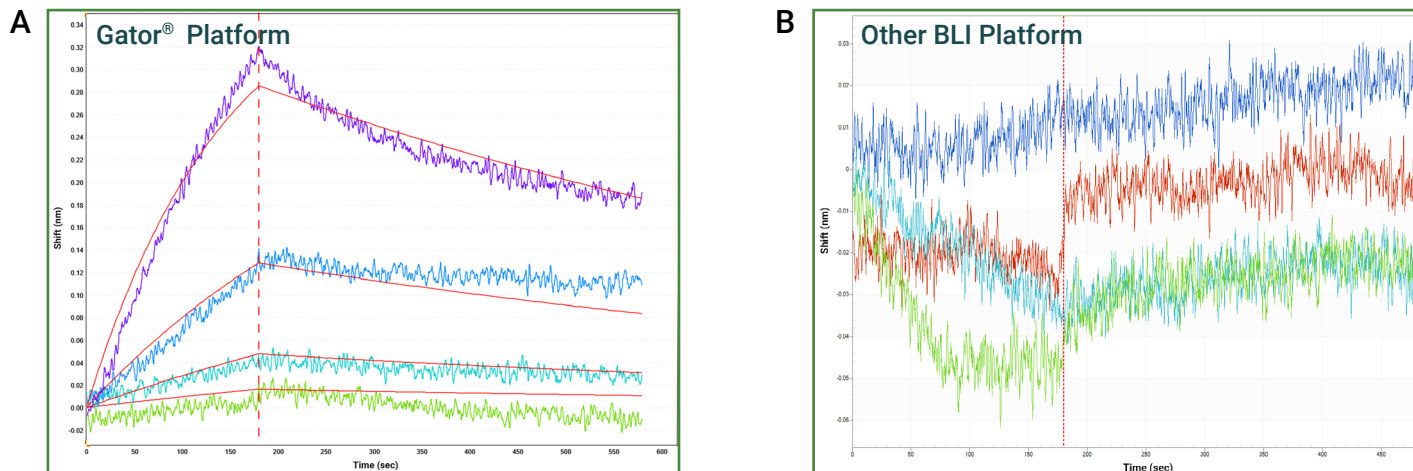 A
Gator® Platform
Shift (nm)
0.34
0.32
0.30
0.28
0.26
0.24
0.22
0.20
0.18
0.16
0.14
0.12
0.10
0.08
0.06
0.04
0.02
0.00
-0.02
0 50 100 150 200 250 300 350 400 450 500 550 600
Time (sec)
B
Other BLI Platform
Shift (nm)
0.03
0.02
0.01
0
-0.01
-0.02
-0.03
-0.04
-0.05
-0.06
0 50 100 150 200 250 300 350 400 450
Time (sec)